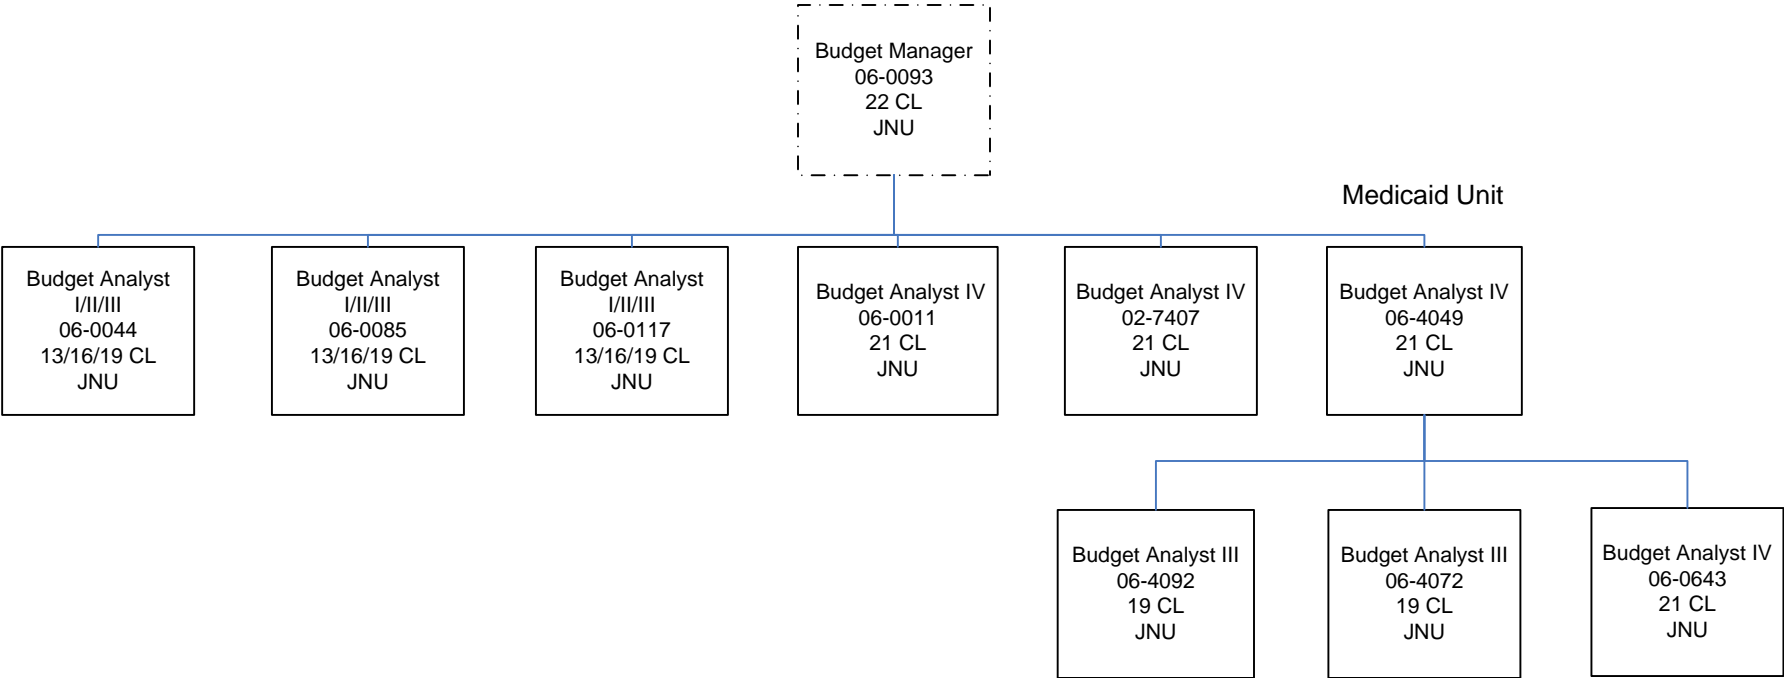 Budget Manager
06-0093
22 CL
JNU
Medicaid Unit
Budget Analyst
I/II/III
06-0044
13/16/19 CL
JNU
Budget Analyst
I/II/III
06-0085
13/16/19 CL
JNU
Budget Analyst
I/II/III
06-0117
13/16/19 CL
JNU
Budget Analyst IV
06-0011
21 CL
JNU
Budget Analyst IV
02-7407
21 CL
JNU
Budget Analyst IV
06-4049
21 CL
JNU
Budget Analyst III
06-4092
19 CL
JNU
Budget Analyst III
06-4072
19 CL
JNU
Budget Analyst IV
06-0643
21 CL
JNU